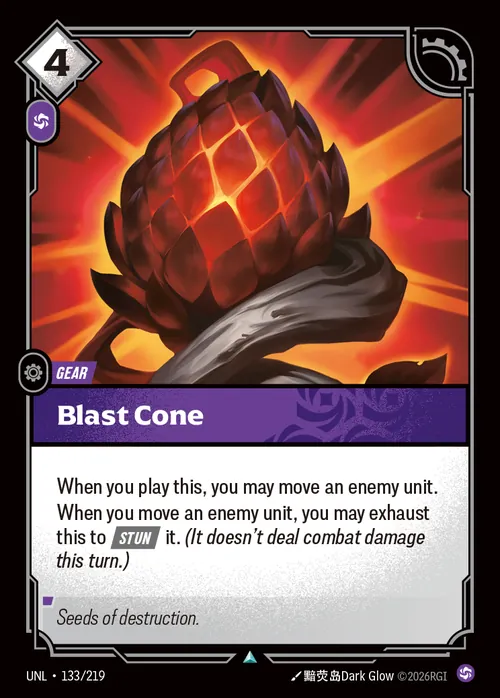 4
GEAR
Blast Cone
When you play this, you may move an enemy unit.
When you move an enemy unit, you may exhaust
this to STUN it. (It doesn't deal combat damage
this turn.)
Seeds of destruction.
UNL • 133/219
黯荧岛Dark Glow ©2026RGI